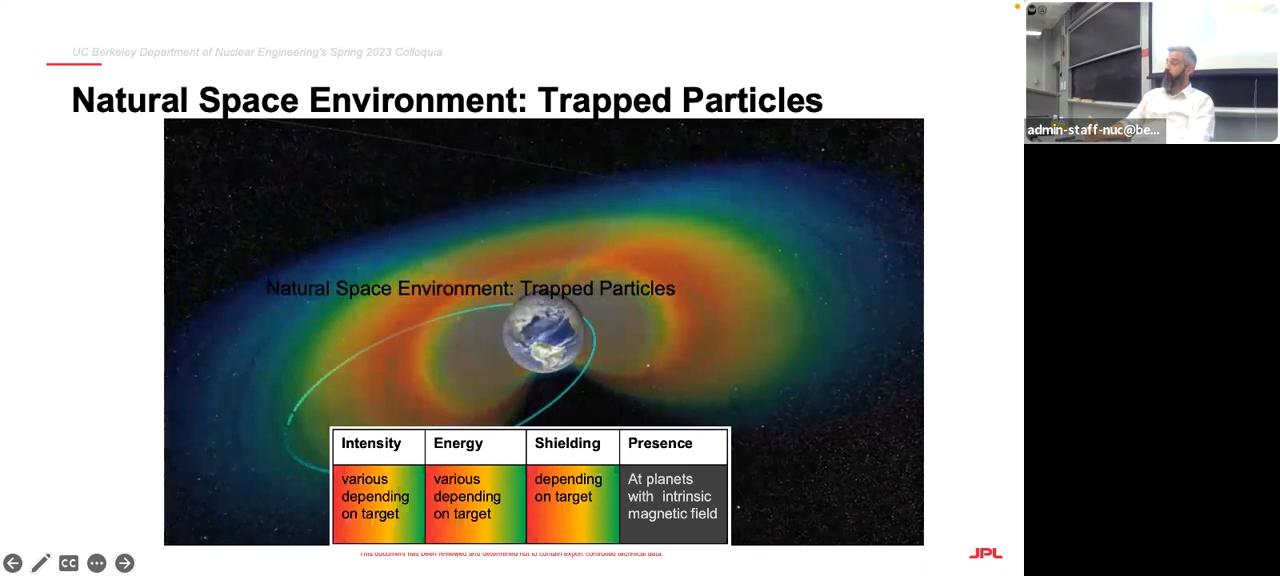 UC Berkeley Department of Nuclear Engineering's Spring 2023 Colloquia
Natural Space Environment: Trapped Particles
Natural Space Environment: Trapped Particles
Intensity Energy Shielding Presence
various depending on target
various depending on target
depending on target
At planets with intrinsic magnetic field
This document has been reviewed and determined not to contain export controlled technical data.
JPL
CC
admin-staff-nuc@be...